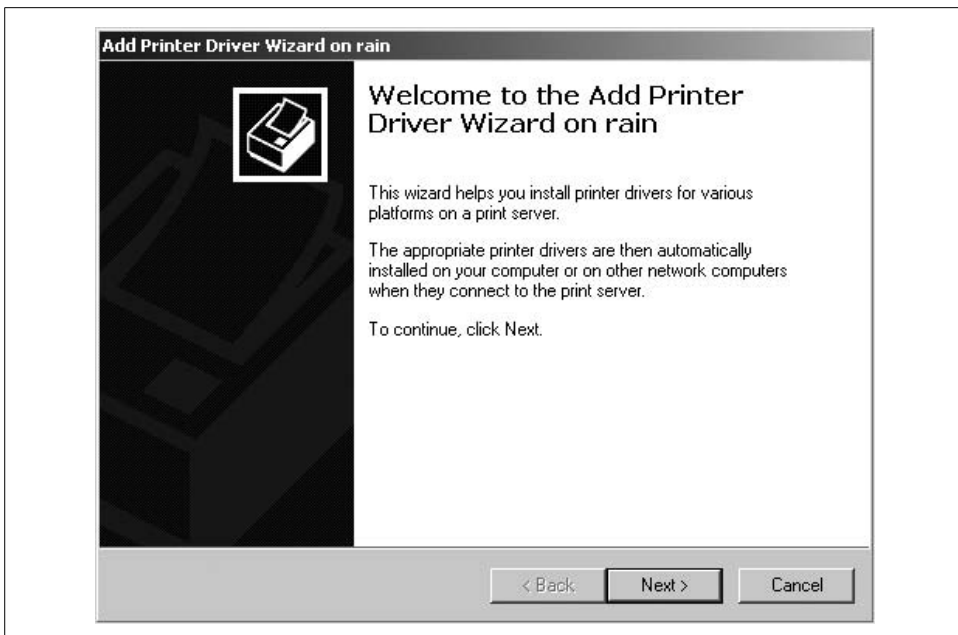 Add Printer Driver Wizard on rain
Welcome to the Add Printer
Driver Wizard on rain
This wizard helps you install printer drivers for various
platforms on a print server.
The appropriate printer drivers are then automatically
installed on your computer or on other network computers
when they connect to the print server.
To continue, click Next.
< Back
Next >
Cancel